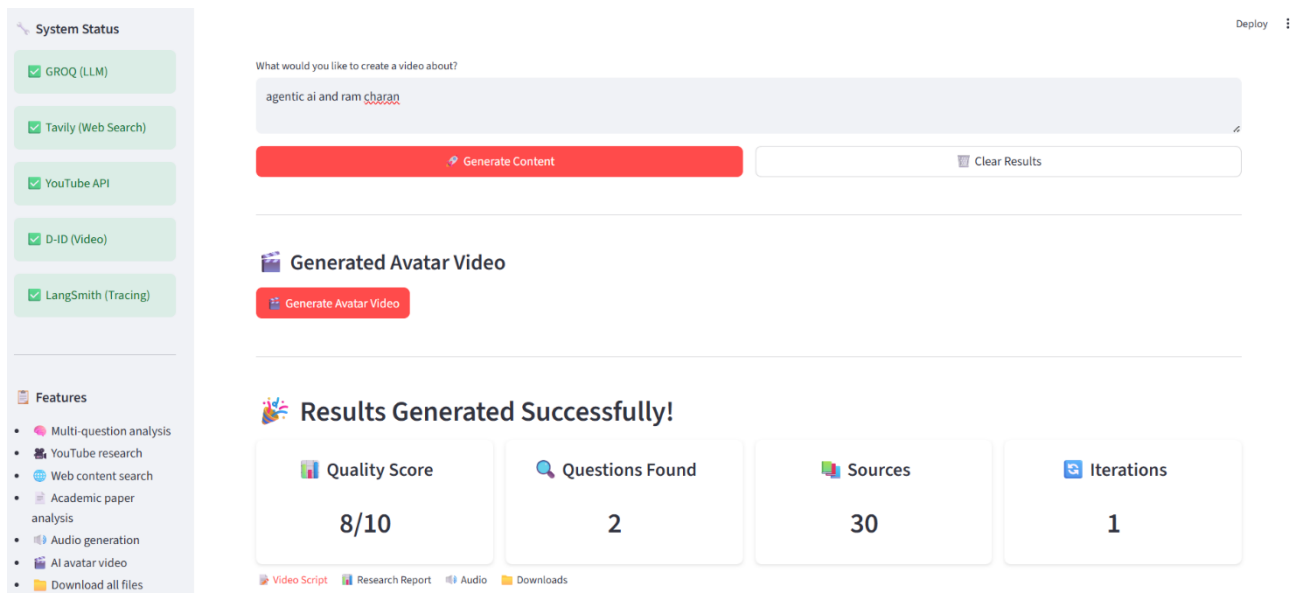 System Status
GROQ (LLM)
Tavily (Web Search)
YouTube API
D-ID (Video)
LangSmith (Tracing)
Features
Multi-question analysis
YouTube research
Web content search
Academic paper
analysis
Audio generation
AI avatar video
Download all files
Deploy
What would you like to create a video about?
agentic ai and ram charan
Generate Content
Clear Results
Generated Avatar Video
Generate Avatar Video
Results Generated Successfully!
Quality Score
8/10
Questions Found
2
Sources
30
Iterations
1
Video Script Research Report Audio Downloads